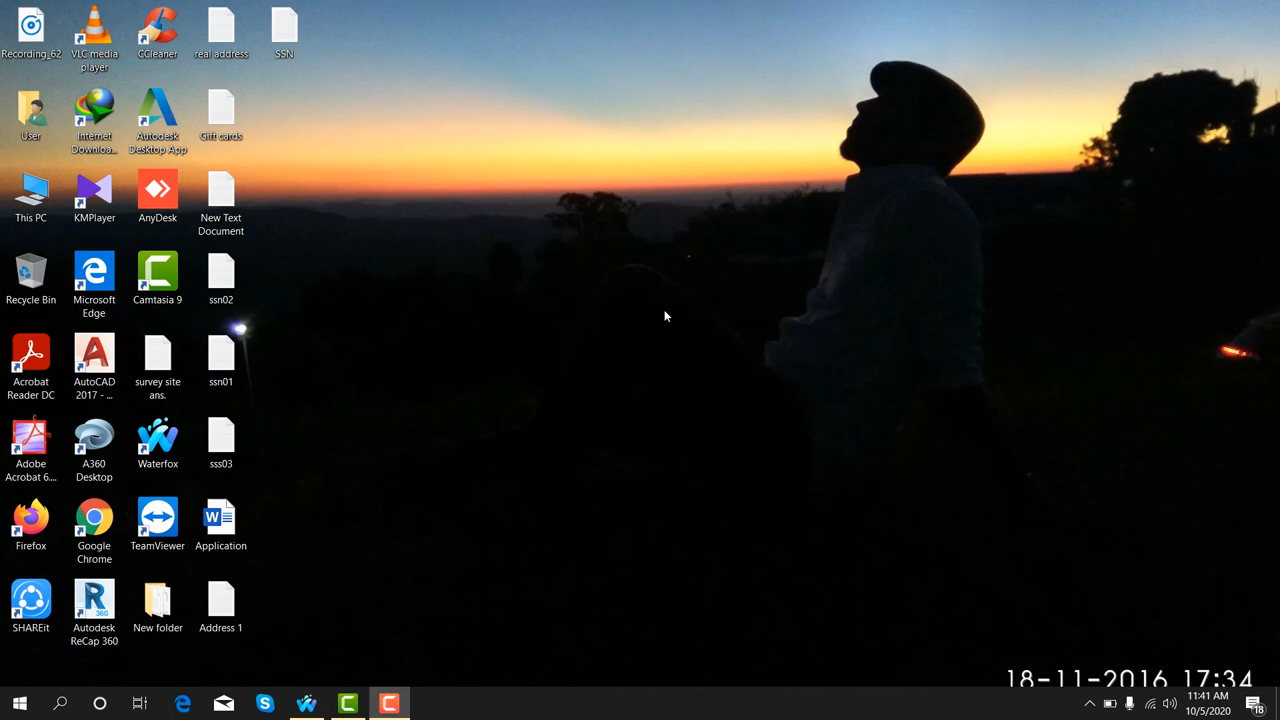 Recording_62
VLC media
player
CCleaner
real address
SSN
User
Internet
Downloa...
Autodesk
Desktop App
Gift cards
This PC
KMPlayer
AnyDesk
New Text
Document
Recycle Bin
Microsoft
Edge
Camtasia 9
ssn02
Acrobat
Reader DC
AutoCAD
2017 - ...
survey site
ans.
ssn01
Adobe
Acrobat 6....
A360
Desktop
Waterfox
sss03
Firefox
Google
Chrome
TeamViewer
Application
SHAREit
Autodesk
ReCap 360
New folder
Address 1
18-11-2016 17:34
11:41 AM
10/5/2020
18